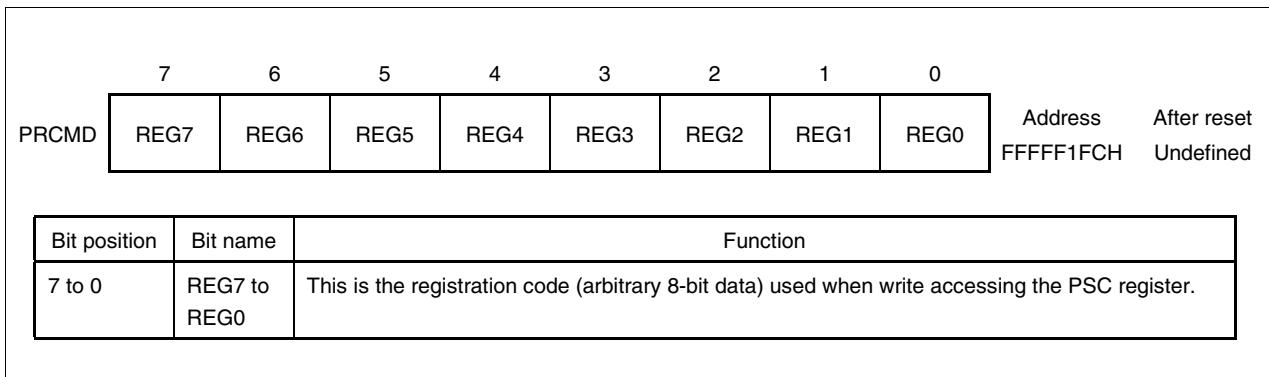 7 6 5 4 3 2 1 0
PRCMD REG7 REG6 REG5 REG4 REG3 REG2 REG1 REG0 Address After reset
FFFFF1FCH Undefined
Bit position Bit name Function
7 to 0 REG7 to This is the registration code (arbitrary 8-bit data) used when write accessing the PSC register.
REG0